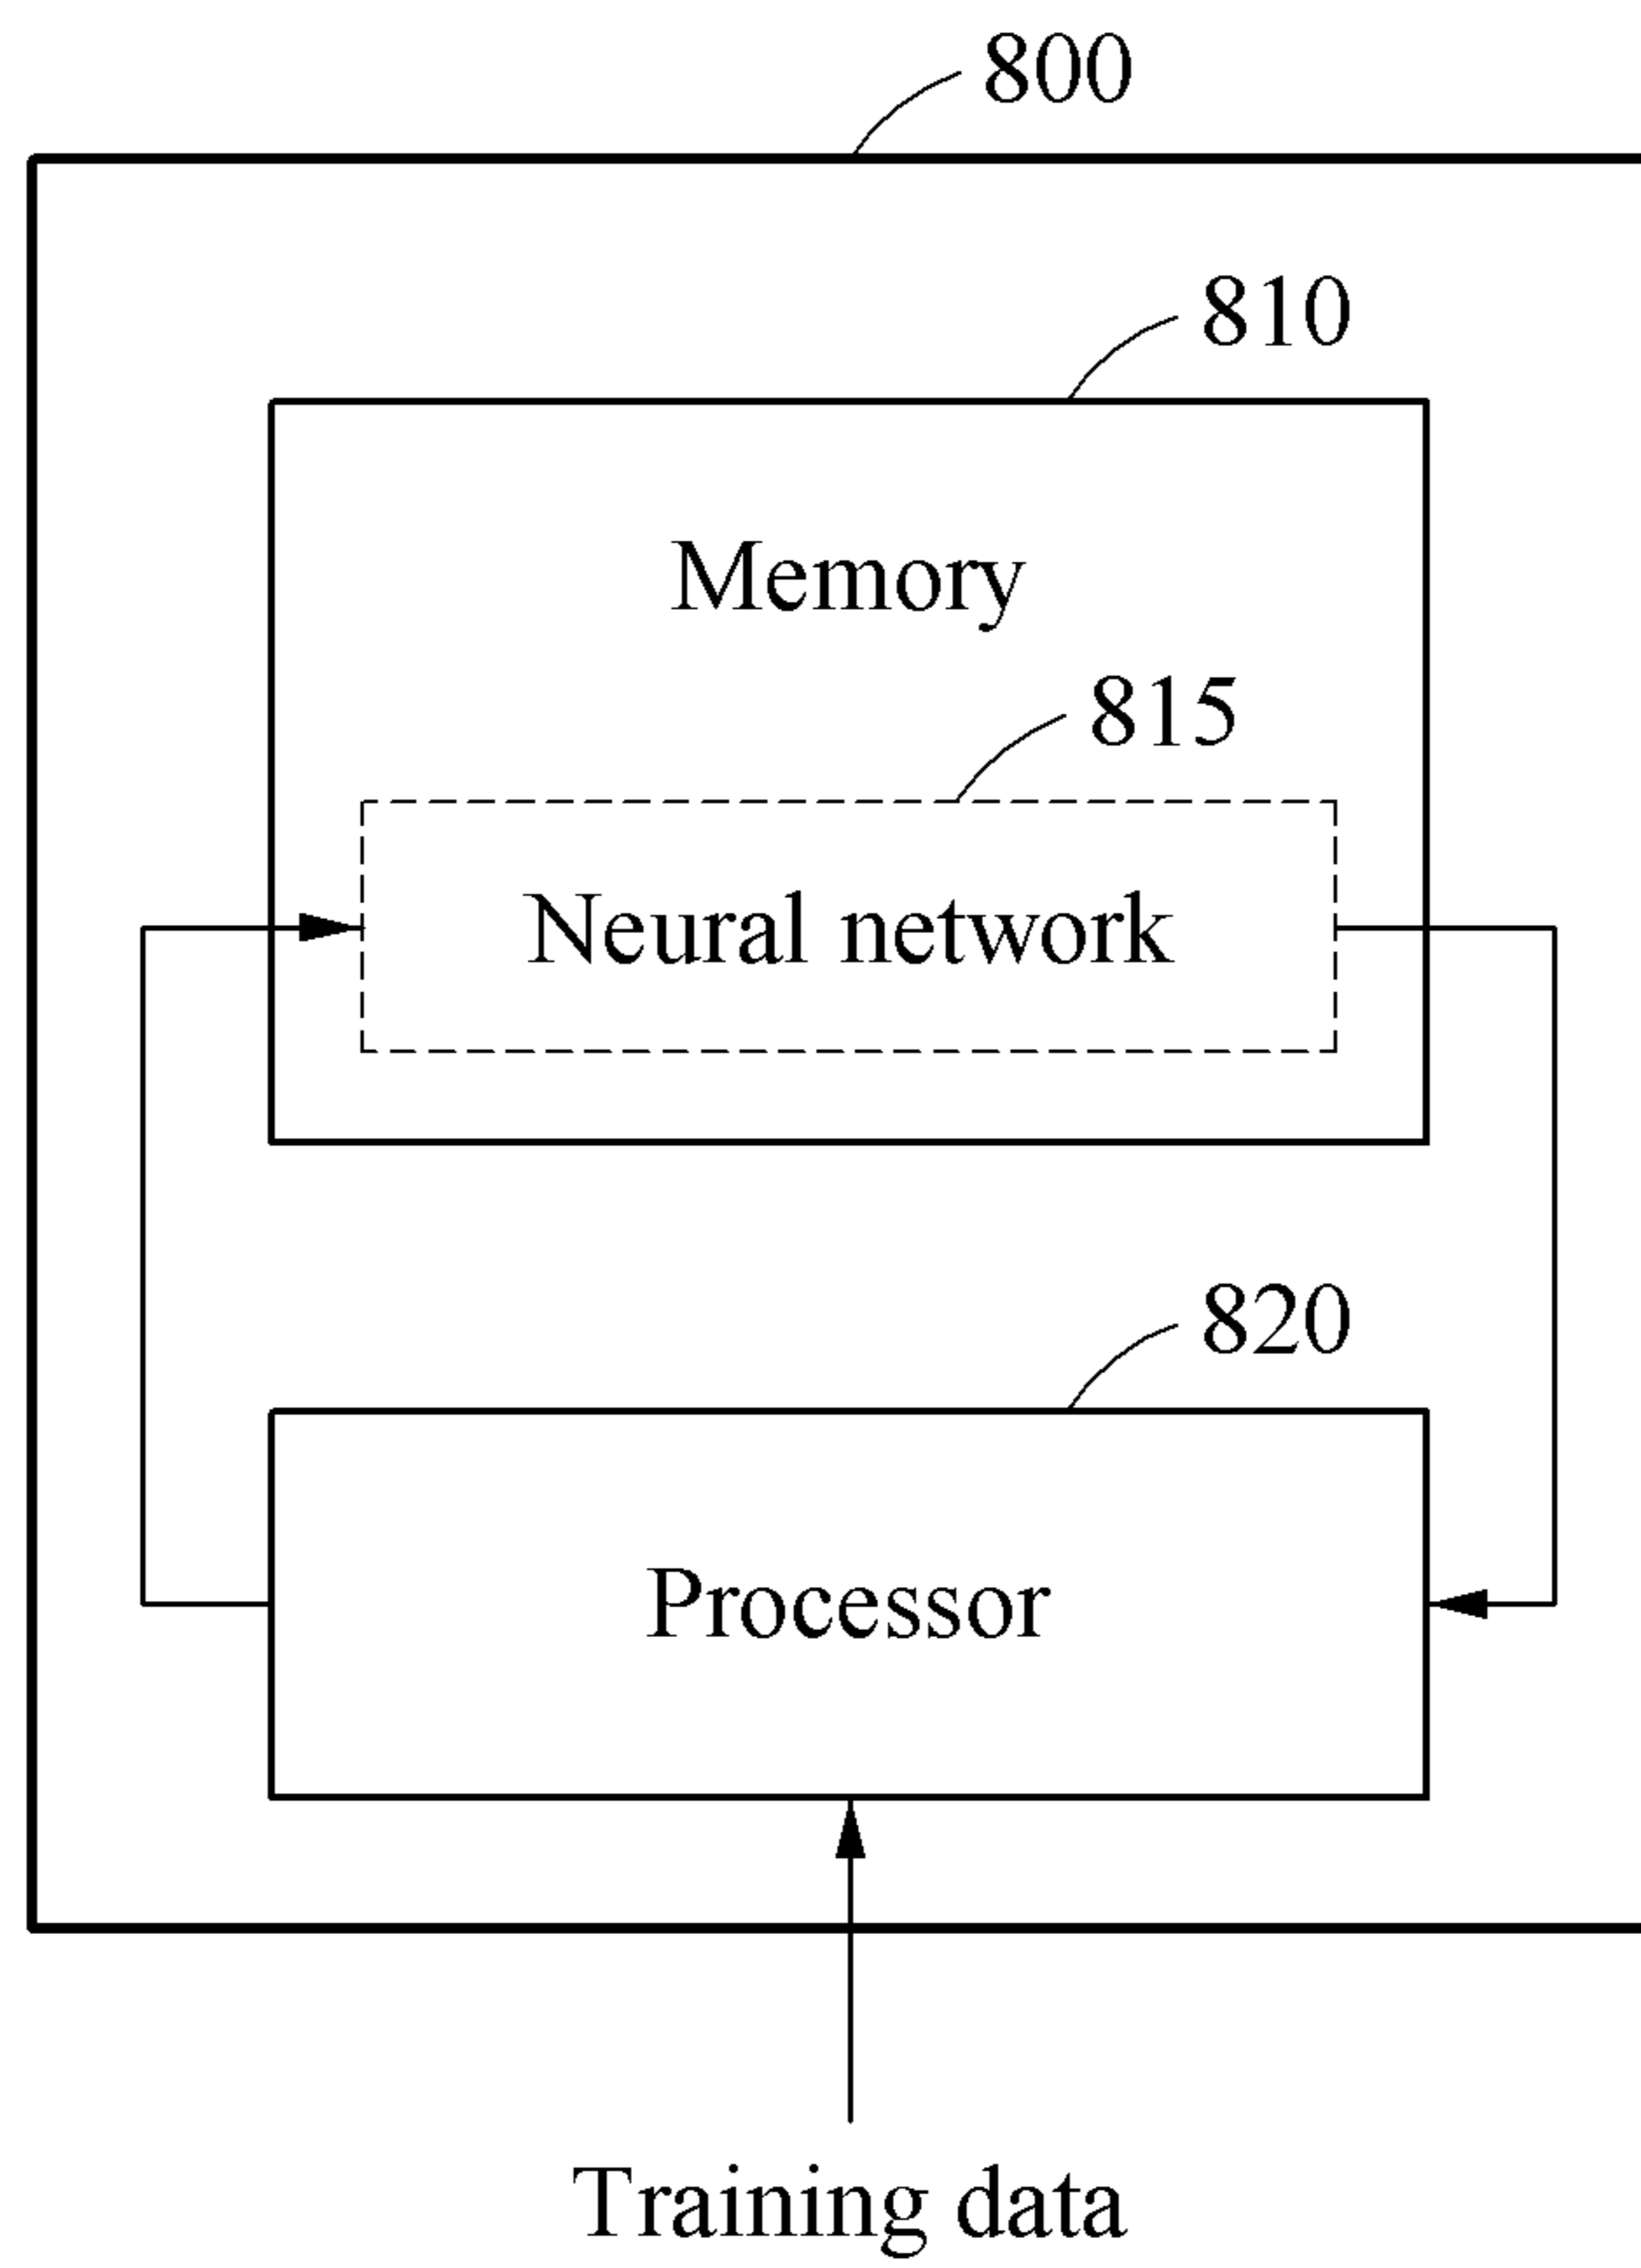 800
810
Memory
815
Neural network
820
Processor
Training data